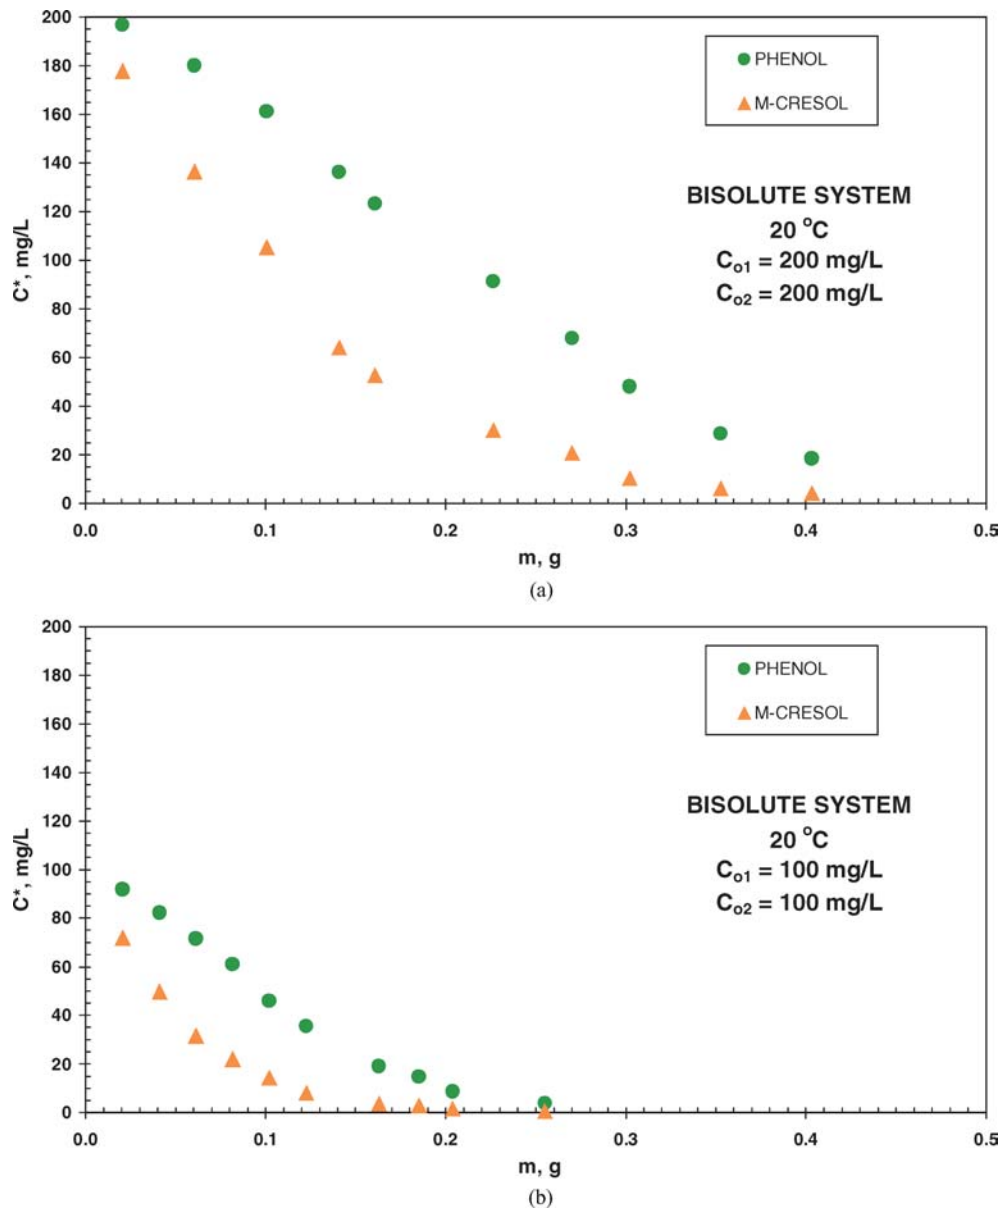 200
180
160
140
120
100
80
60
40
20
0
C*, mg/L
PHENOL
M-CRESOL
BISOLUTE SYSTEM
20 °C
Co1 = 200 mg/L
Co2 = 200 mg/L
0.0 0.1 0.2 0.3 0.4 0.5
m, g
(a)
200
180
160
140
120
100
80
60
40
20
0
C*, mg/L
PHENOL
M-CRESOL
BISOLUTE SYSTEM
20 °C
Co1 = 100 mg/L
Co2 = 100 mg/L
0.0 0.1 0.2 0.3 0.4 0.5
m, g
(b)